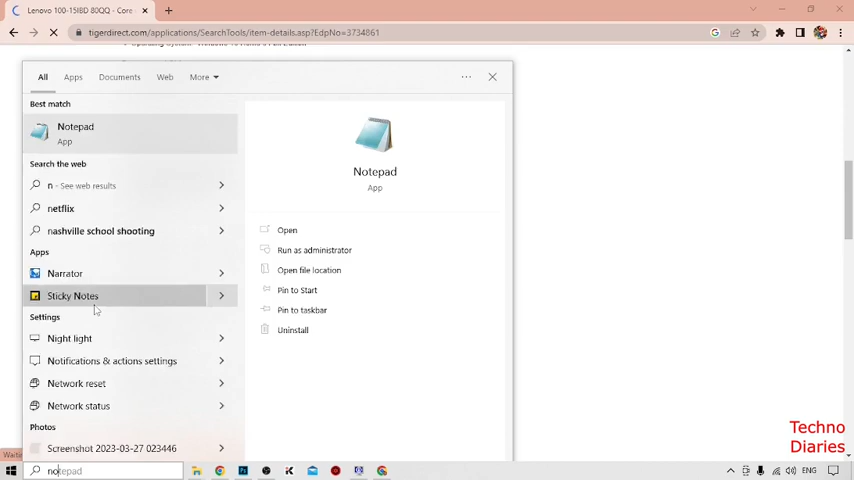 Lenovo 100-15IBD 80QQ - Core
tigerdirect.com/applications/SearchTools/item-details.asp?EdpNo=3734861
All Apps Documents Web More
Best match
Notepad
App
Search the web
n - See web results
netflix
nashville school shooting
Apps
Narrator
Sticky Notes
Settings
Night light
Notifications & actions settings
Network reset
Network status
Photos
Screenshot 2023-03-27 023446
Notepad
App
Open
Run as administrator
Open file location
Pin to Start
Pin to taskbar
Uninstall
Techno
Diaries
Waitin
notepad
ENG